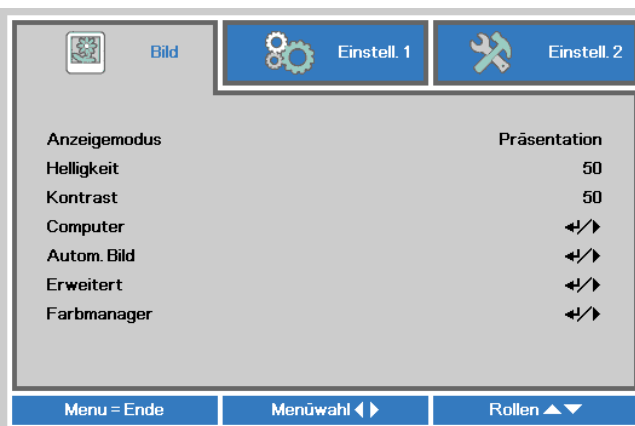 Bild Einstell. 1 Einstell. 2
Anzeigemodus Präsentation
Helligkeit 50
Kontrast 50
Computer ↵/▶
Autom. Bild ↵/▶
Erweitert ↵/▶
Farbmanager ↵/▶
Menu = Ende Menüwahl ◀▶ Rollen ▲▼